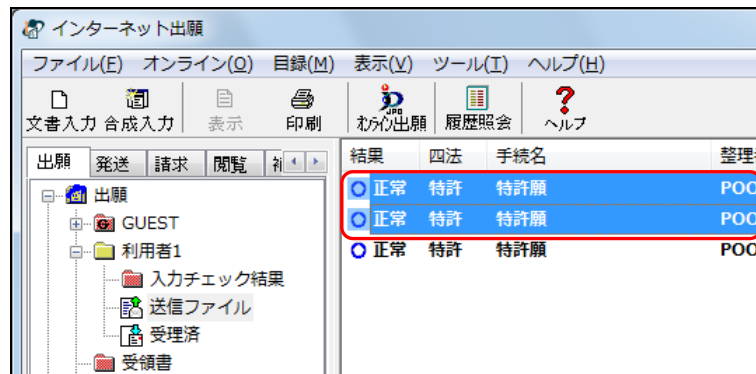 インターネット出願
ファイル(F) オンライン(O) 目録(M) 表示(V) ツール(T) ヘルプ(H)
文書入力 合成入力 表示 印刷 オンライン出願 履歴照会 ヘルプ
出願 発送 請求 閲覧
結果 四法 手続名 整理
出願
正常 特許 特許願 POO
GUEST
正常 特許 特許願 POO
利用者1
正常 特許 特許願 POO
入力チェック結果
送信ファイル
受理済
受領書